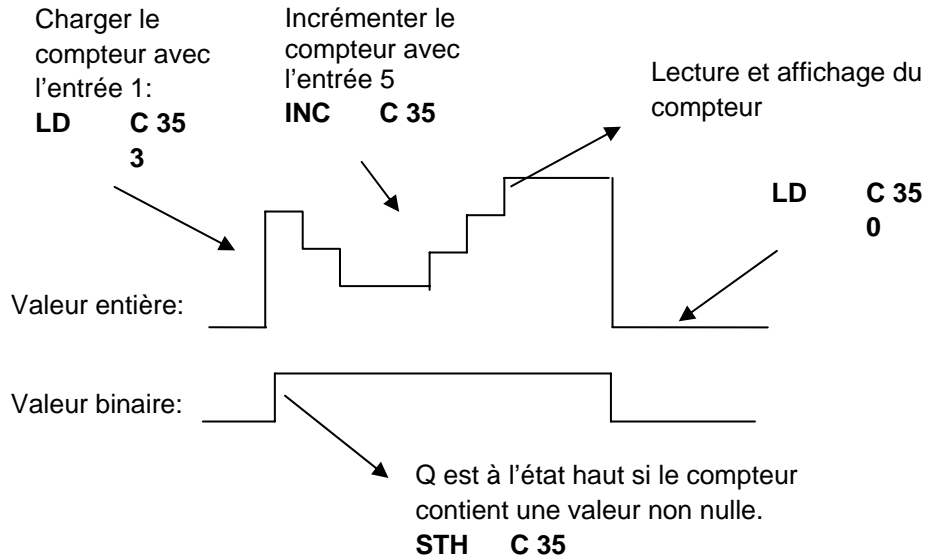 Charger le
compteur avec
l’entrée 1:
LD C 35
3
Incrémenter le
compteur avec
l’entrée 5
INC C 35
Lecture et affichage du
compteur
LD C 35
0
Valeur entière:
Valeur binaire:
Q est à l’état haut si le compteur
contient une valeur non nulle.
STH C 35